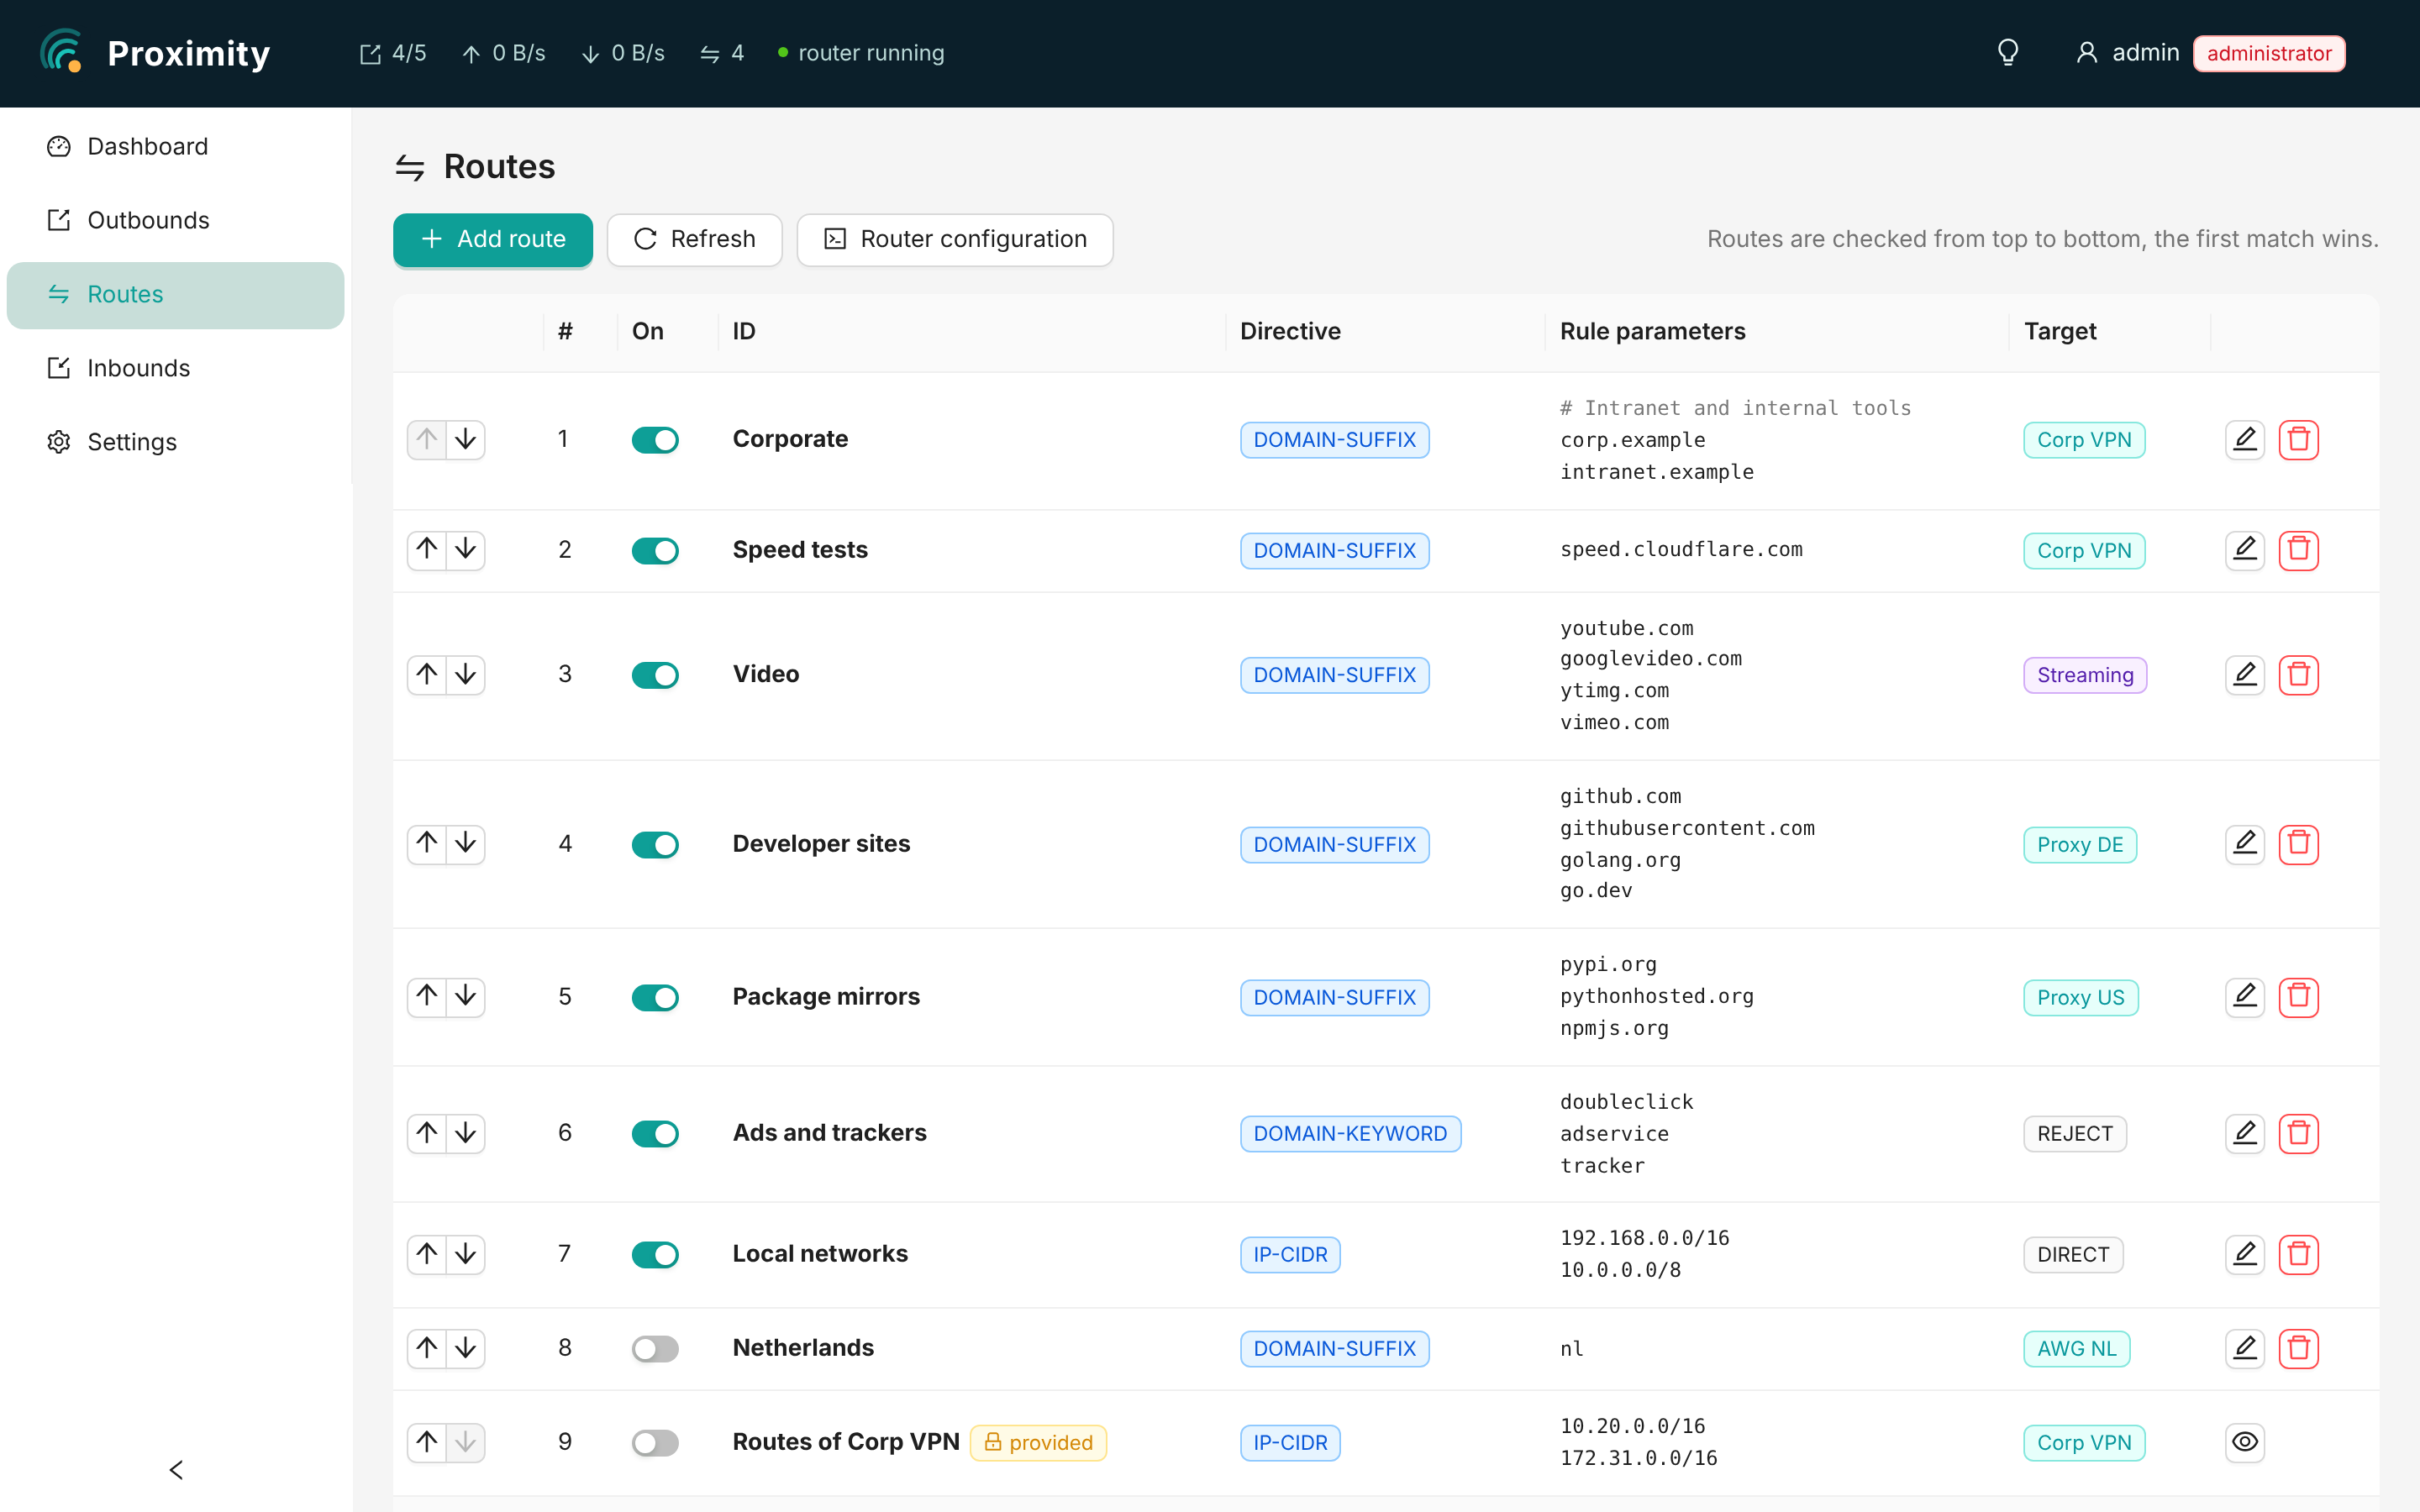 Proximity
4/5
0 B/s
0 B/s
4
router running
admin
administrator
Dashboard
Outbounds
Routes
Inbounds
Settings
Routes
Add route
Refresh
Router configuration
Routes are checked from top to bottom, the first match wins.
# On ID Directive Rule parameters Target
1 Corporate DOMAIN-SUFFIX
# Intranet and internal tools
corp.example
intranet.example
Corp VPN
2 Speed tests DOMAIN-SUFFIX
speed.cloudflare.com
Corp VPN
3 Video DOMAIN-SUFFIX
youtube.com
googlevideo.com
ytimg.com
vimeo.com
Streaming
4 Developer sites DOMAIN-SUFFIX
github.com
githubusercontent.com
golang.org
go.dev
Proxy DE
5 Package mirrors DOMAIN-SUFFIX
pypi.org
pythonhosted.org
npmjs.org
Proxy US
6 Ads and trackers DOMAIN-KEYWORD
doubleclick
adservice
tracker
REJECT
7 Local networks IP-CIDR
192.168.0.0/16
10.0.0.0/8
DIRECT
8 Netherlands DOMAIN-SUFFIX
nl
AWG NL
9 Routes of Corp VPN provided IP-CIDR
10.20.0.0/16
172.31.0.0/16
Corp VPN